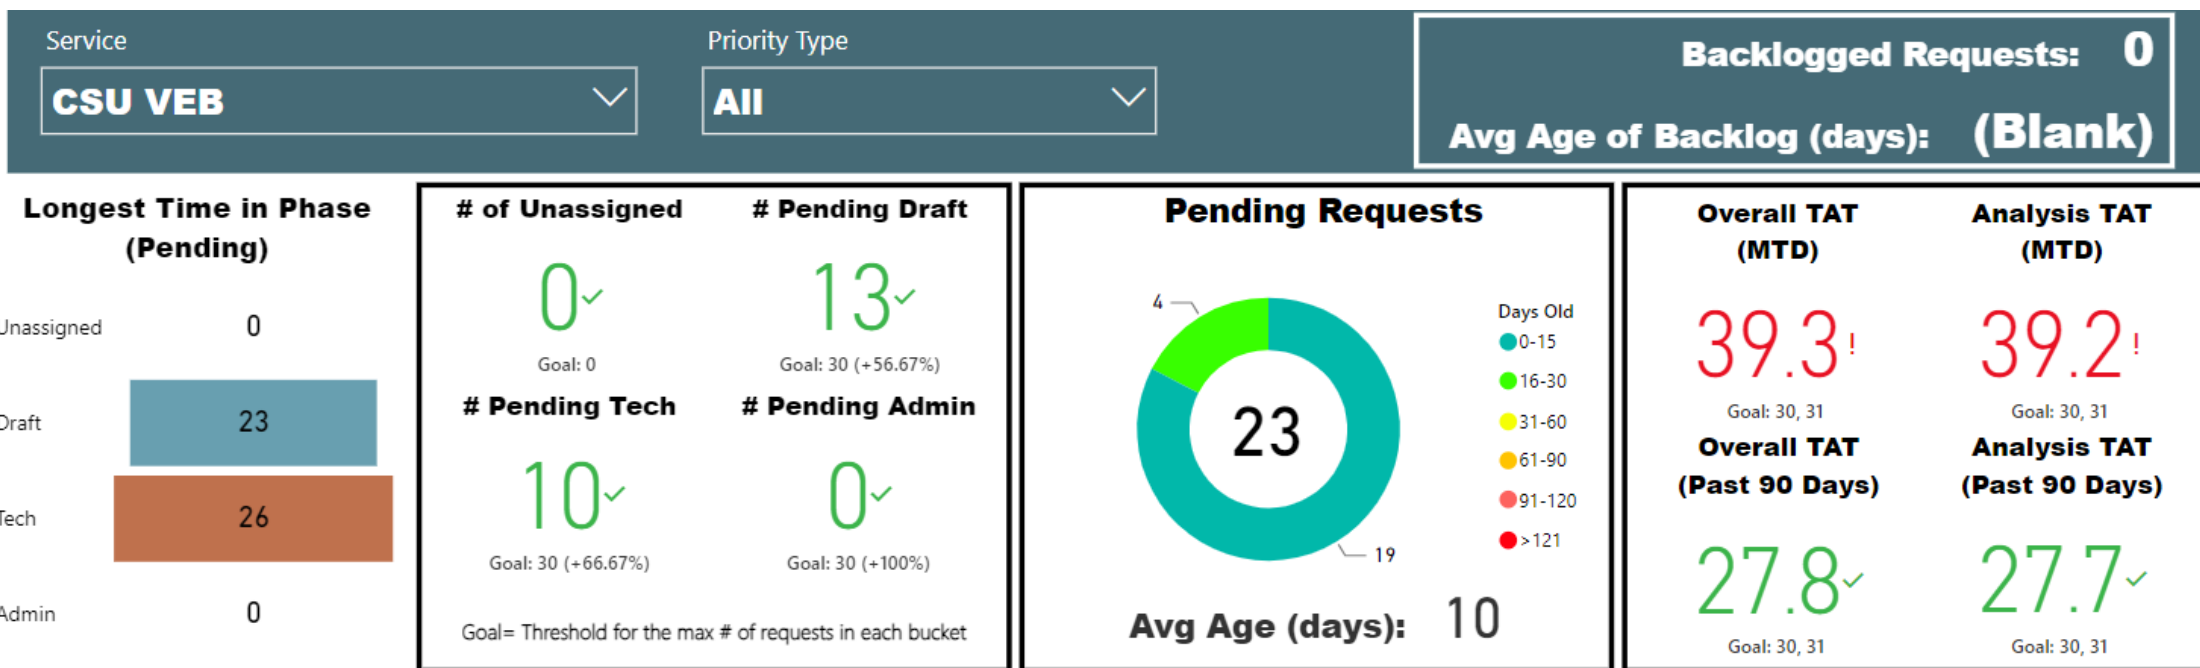 Service
CSU VEB
Priority Type
All
Backlogged Requests: 0
Avg Age of Backlog (days): (Blank)
Longest Time in Phase
(Pending)
Unassigned 0
Draft 23
Tech 26
Admin 0
# of Unassigned
0
Goal: 0
# Pending Draft
13
Goal: 30 (+56.67%)
# Pending Tech
10
Goal: 30 (+66.67%)
# Pending Admin
0
Goal: 30 (+100%)
Goal= Threshold for the max # of requests in each bucket
Pending Requests
4
23
19
Days Old
0-15
16-30
31-60
61-90
91-120
>121
Avg Age (days): 10
Overall TAT
(MTD)
39.3!
Goal: 30, 31
Analysis TAT
(MTD)
39.2!
Goal: 30, 31
Overall TAT
(Past 90 Days)
27.8
Goal: 30, 31
Analysis TAT
(Past 90 Days)
27.7
Goal: 30, 31